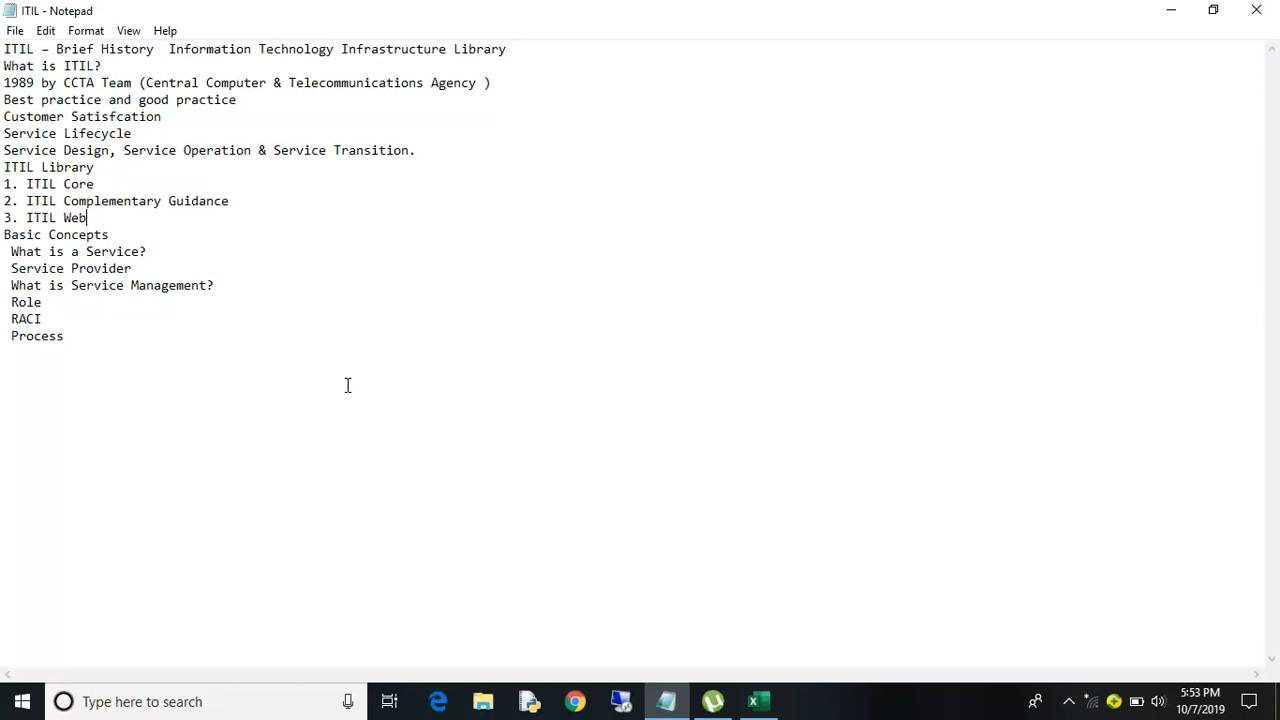 ITIL - Notepad
File Edit Format View Help
ITIL – Brief History  Information Technology Infrastructure Library
What is ITIL?
1989 by CCTA Team (Central Computer & Telecommunications Agency )
Best practice and good practice
Customer Satisfcation
Service Lifecycle
Service Design, Service Operation & Service Transition.
ITIL Library
1. ITIL Core
2. ITIL Complementary Guidance
3. ITIL Web
Basic Concepts
What is a Service?
Service Provider
What is Service Management?
Role
RACI
Process
Type here to search
5:53 PM
10/7/2019